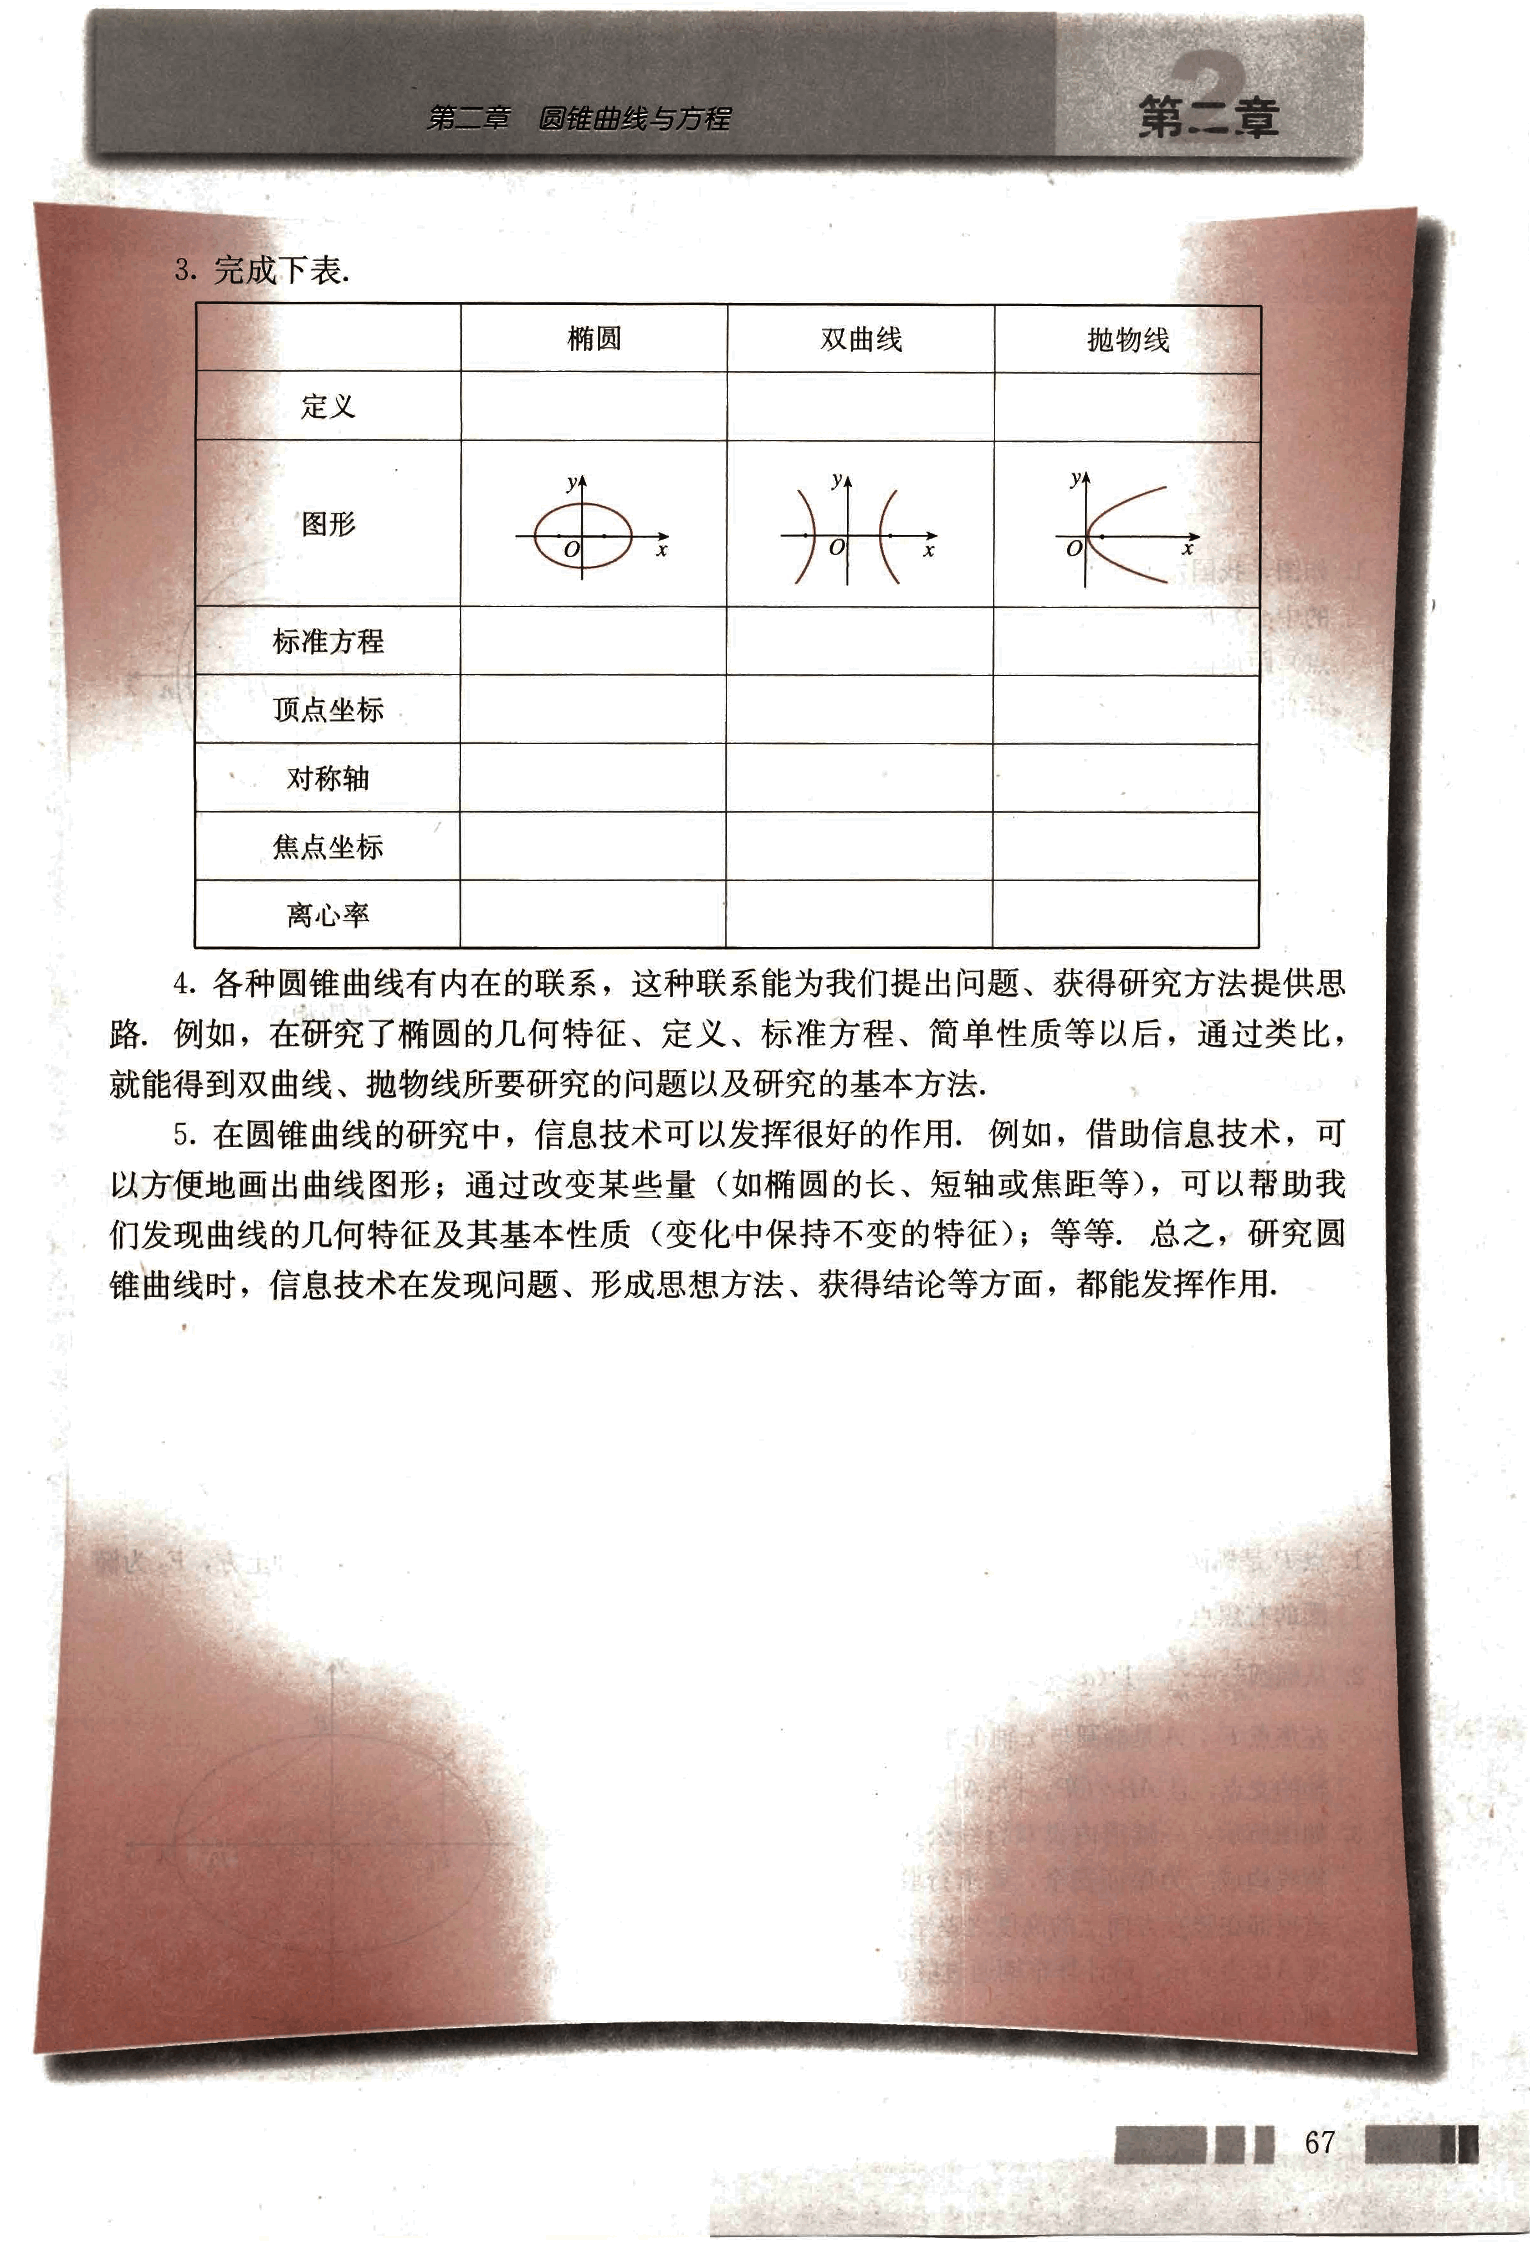 第二章 圆锥曲线与方程
第二章
2
3. 完成下表.
椭圆 双曲线 抛物线
定义
图形
y O x
y O x
y O x
标准方程
顶点坐标
对称轴
焦点坐标
离心率
4. 各种圆锥曲线有内在的联系，这种联系能为我们提出问题、获得研究方法提供思
路. 例如，在研究了椭圆的几何特征、定义、标准方程、简单性质等以后，通过类比，
就能得到双曲线、抛物线所要研究的问题以及研究的基本方法.
5. 在圆锥曲线的研究中，信息技术可以发挥很好的作用. 例如，借助信息技术，可
以方便地画出曲线图形；通过改变某些量（如椭圆的长、短轴或焦距等），可以帮助我
们发现曲线的几何特征及其基本性质（变化中保持不变的特征）；等等. 总之，研究圆
锥曲线时，信息技术在发现问题、形成思想方法、获得结论等方面，都能发挥作用.
67